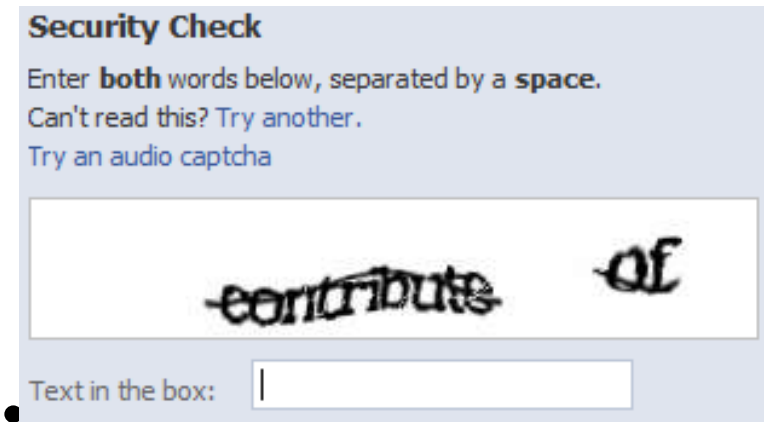 Security Check
Enter both words below, separated by a space.
Can't read this? Try another.
Try an audio captcha
contribute of
Text in the box: